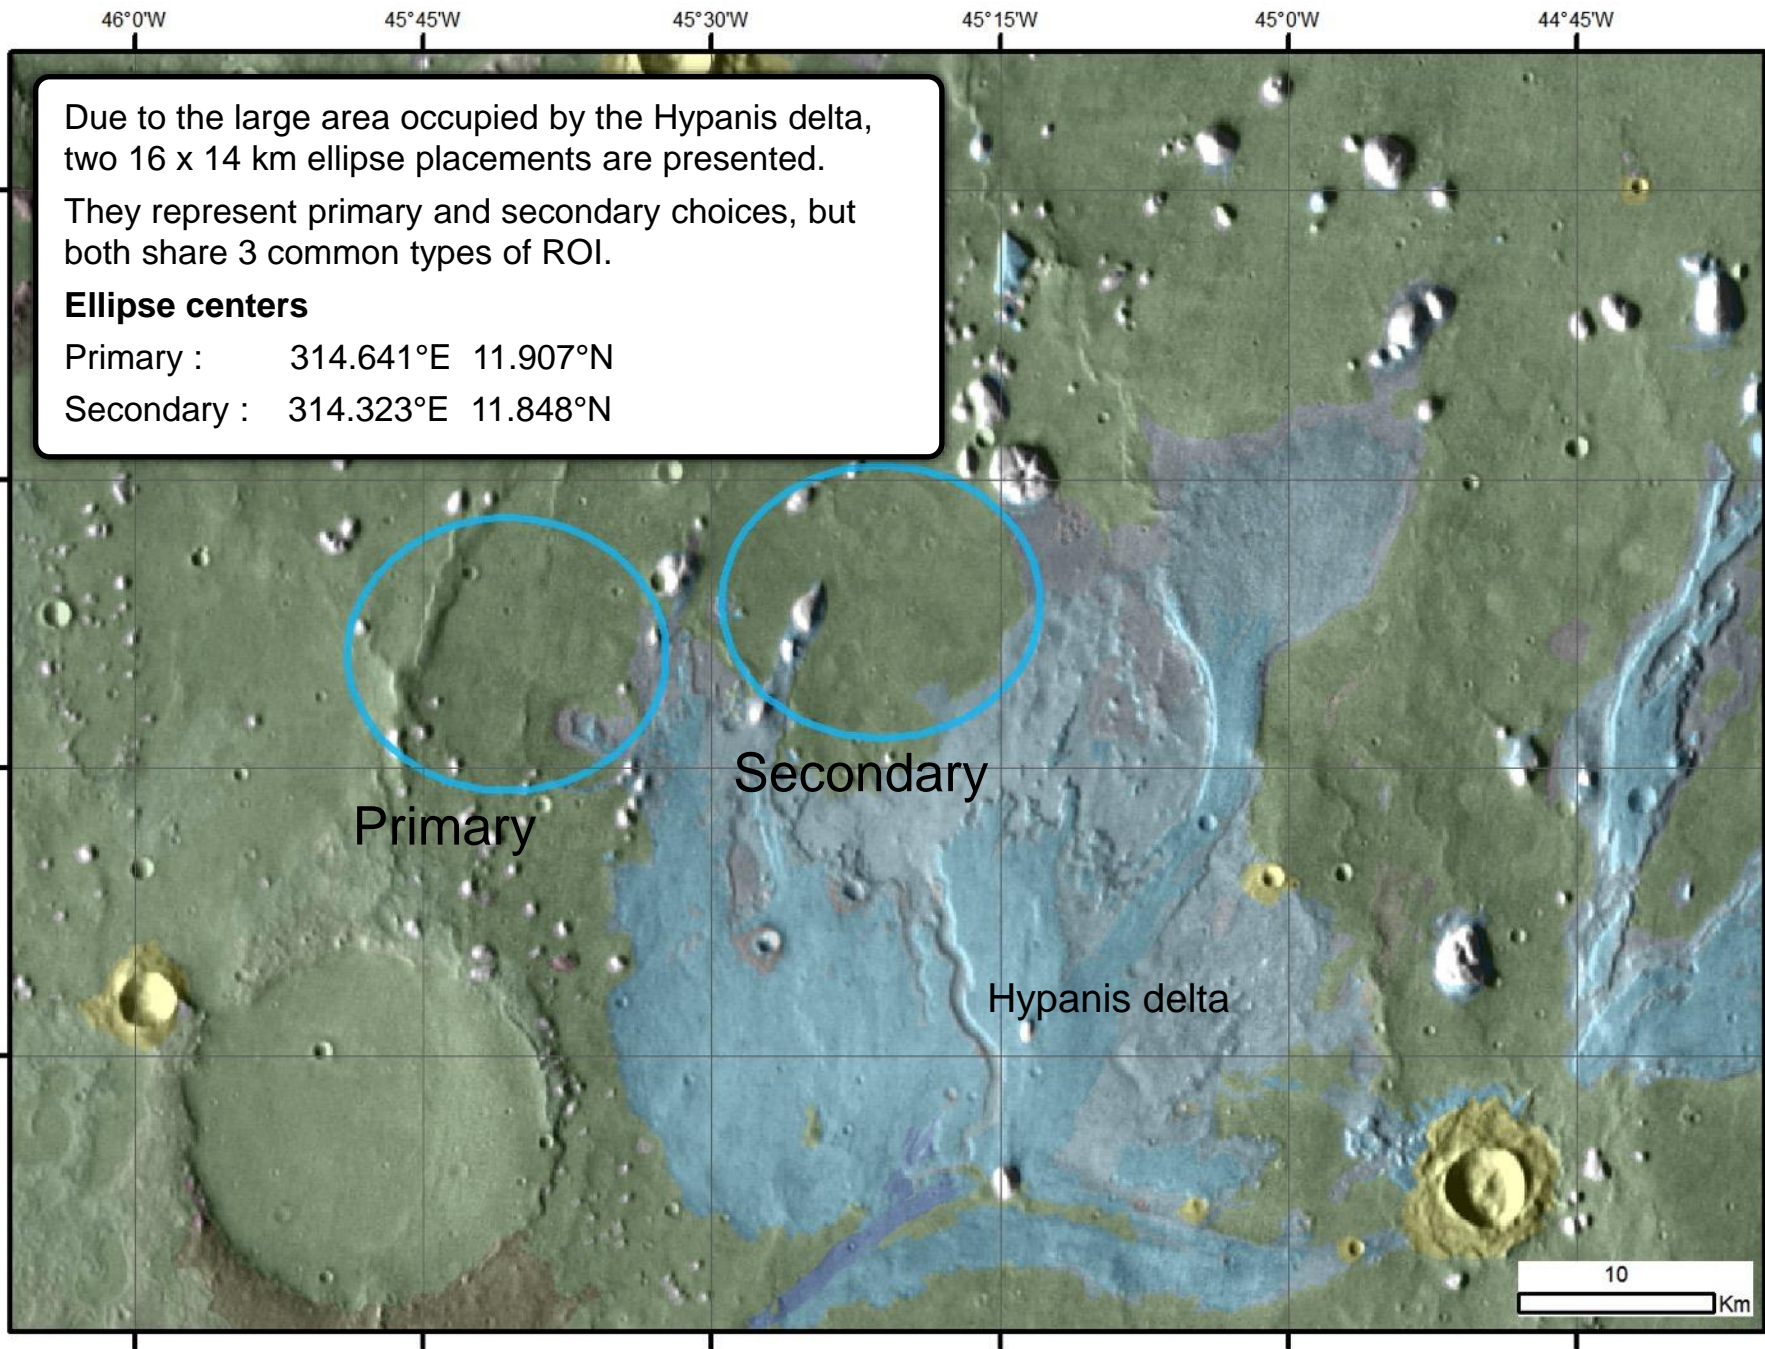 46°0'W 45°45'W 45°30'W 45°15'W 45°0'W 44°45'W
Due to the large area occupied by the Hypanis delta,
two 16 x 14 km ellipse placements are presented.
They represent primary and secondary choices, but
both share 3 common types of ROI.
Ellipse centers
Primary : 314.641°E 11.907°N
Secondary : 314.323°E 11.848°N
Secondary
Primary
Hypanis delta
10
Km